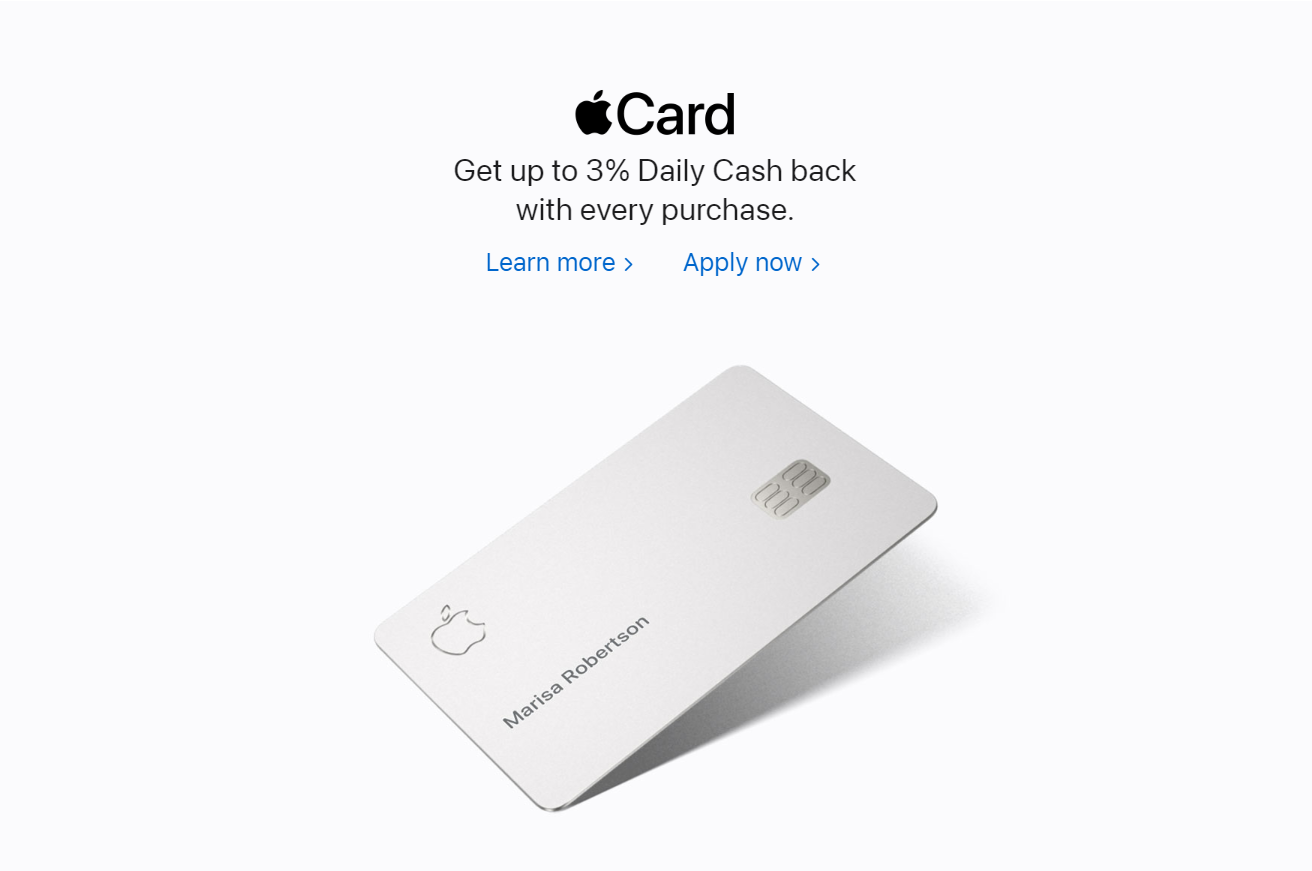 Card
Get up to 3% Daily Cash back
with every purchase.
Learn more >
Apply now >
Marisa Robertson